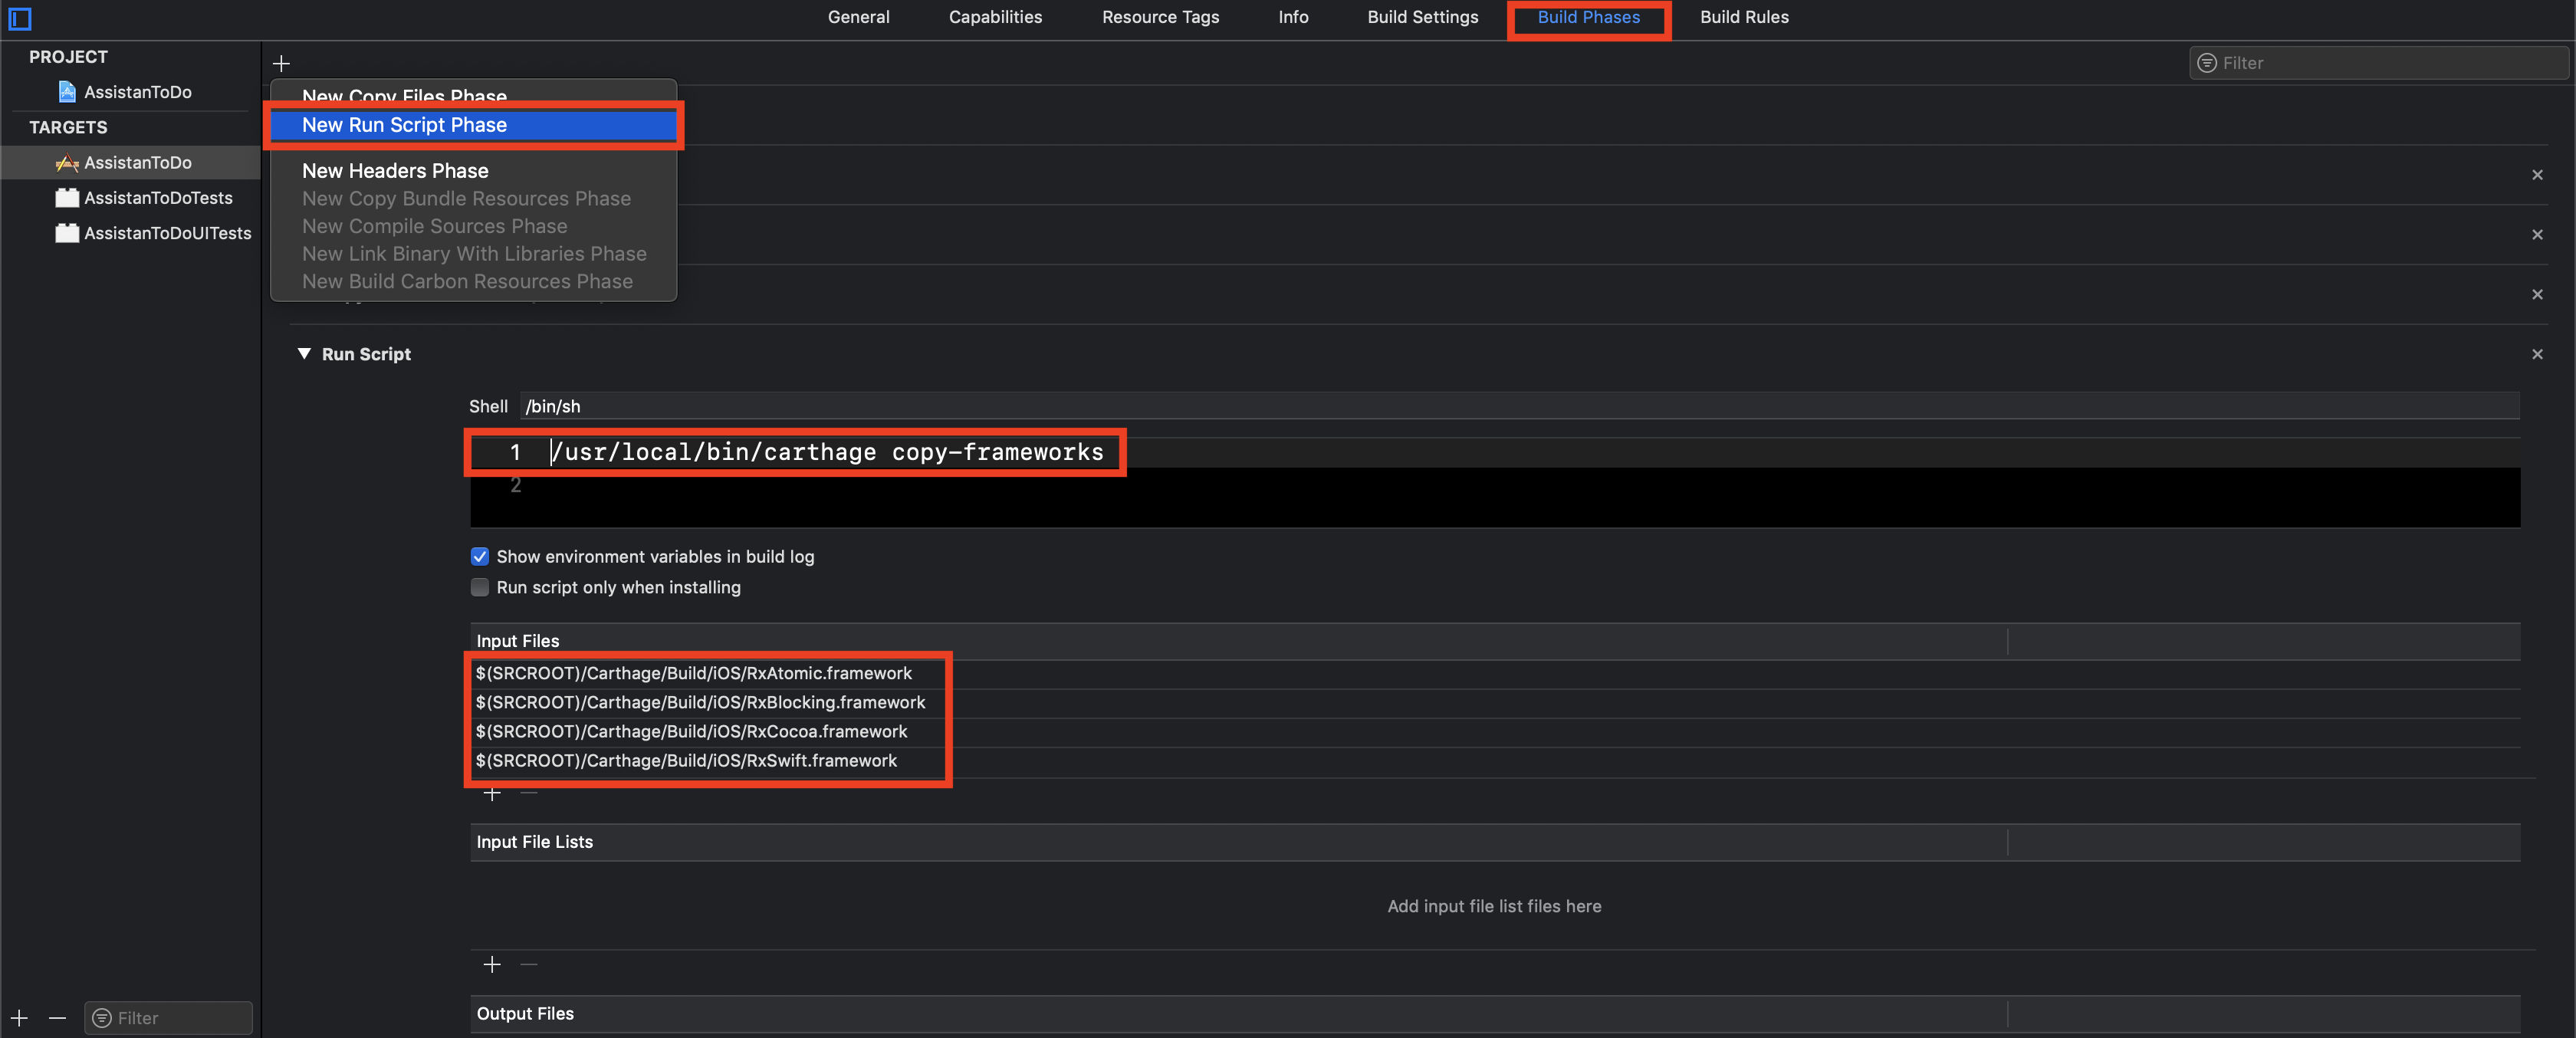 General Capabilities Resource Tags Info Build Settings Build Phases Build Rules
PROJECT
AssistanToDo
TARGETS
AssistanToDo
AssistanToDoTests
AssistanToDoUITests
Filter
New Copy Files Phase
New Run Script Phase
New Headers Phase
New Copy Bundle Resources Phase
New Compile Sources Phase
New Link Binary With Libraries Phase
New Build Carbon Resources Phase
Run Script
Shell /bin/sh
1 /usr/local/bin/carthage copy-frameworks
2
Show environment variables in build log
Run script only when installing
Input Files
$(SRCROOT)/Carthage/Build/iOS/RxAtomic.framework
$(SRCROOT)/Carthage/Build/iOS/RxBlocking.framework
$(SRCROOT)/Carthage/Build/iOS/RxCocoa.framework
$(SRCROOT)/Carthage/Build/iOS/RxSwift.framework
Input File Lists
Add input file list files here
Output Files
Filter